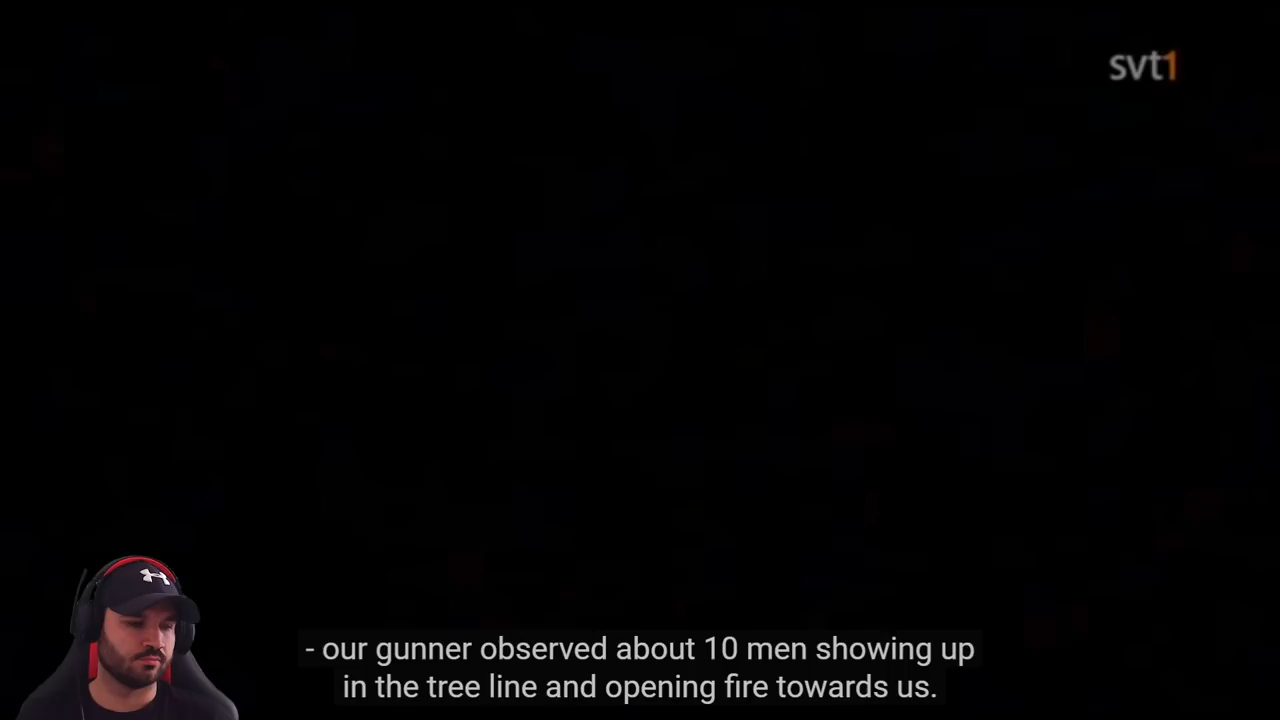 svt1
- our gunner observed about 10 men showing up
in the tree line and opening fire towards us.